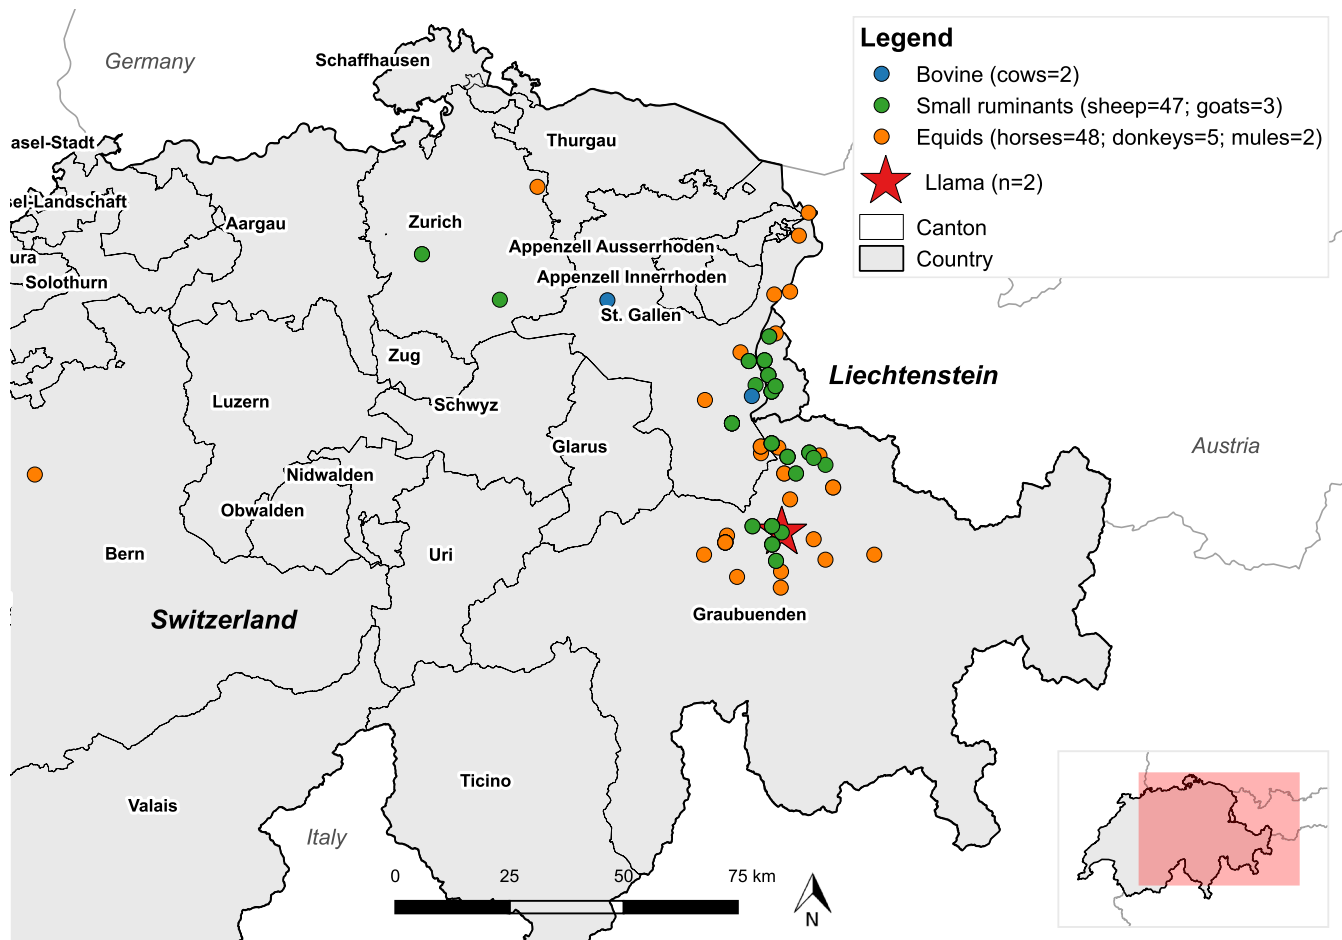 Germany
Schaffhausen
Legend
Bovine (cows=2)
Small ruminants (sheep=47; goats=3)
Equids (horses=48; donkeys=5; mules=2)
Llama (n=2)
Canton
Country
asel-Stadt
Thurgau
sel-Landschaft
Aargau
Zurich
Appenzell Ausserrhoden
ura
Solothurn
Appenzell Innerrhoden
St. Gallen
Zug
Liechtenstein
Luzern
Schwyz
Glarus
Austria
Nidwalden
Obwalden
Bern
Uri
Switzerland
Graubuenden
Ticino
Valais
Italy
0 25 50 75 km
N